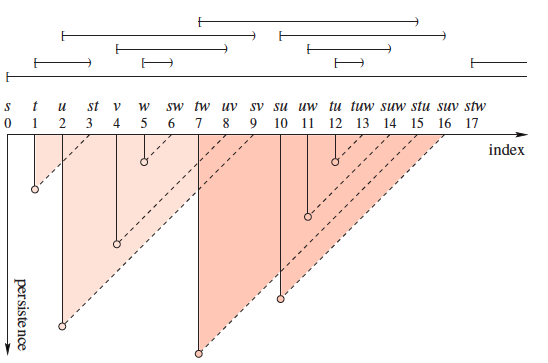 s t u st v w sw tw uv sv su uw tu tuw suw stu suv stw
0 1 2 3 4 5 6 7 8 9 10 11 12 13 14 15 16 17
index
persistence